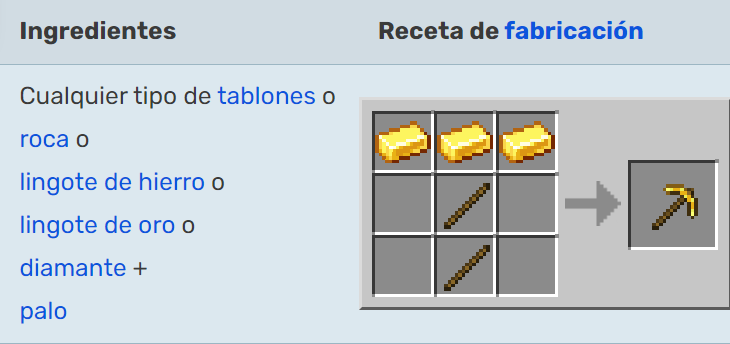 Ingredientes
Receta de fabricación
Cualquier tipo de tablones o
roca o
lingote de hierro o
lingote de oro o
diamante +
palo